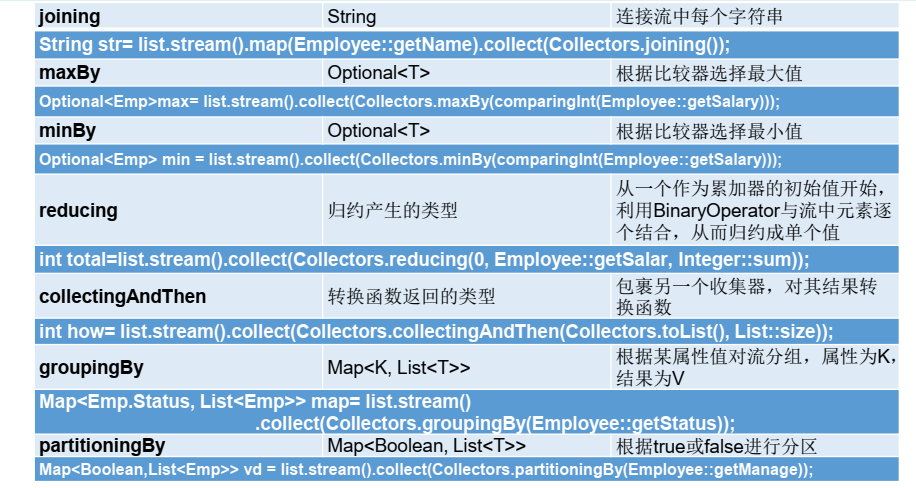 joining String 连接流中每个字符串
String str= list.stream().map(Employee::getName).collect(Collectors.joining());
maxBy Optional<T> 根据比较器选择最大值
Optional<Emp>max= list.stream().collect(Collectors.maxBy(comparingInt(Employee::getSalary)));
minBy Optional<T> 根据比较器选择最小值
Optional<Emp> min = list.stream().collect(Collectors.minBy(comparingInt(Employee::getSalary)));
reducing 归约产生的类型 从一个作为累加器的初始值开始,
利用BinaryOperator与流中元素逐
个结合，从而归约成单个值
int total=list.stream().collect(Collectors.reducing(0, Employee::getSalar, Integer::sum));
collectingAndThen 转换函数返回的类型 包裹另一个收集器，对其结果转
换函数
int how= list.stream().collect(Collectors.collectingAndThen(Collectors.toList(), List::size));
groupingBy Map<K, List<T>> 根据某属性值对流分组，属性为K，
结果为V
Map<Emp.Status, List<Emp>> map= list.stream()
.collect(Collectors.groupingBy(Employee::getStatus));
partitioningBy Map<Boolean, List<T>> 根据true或false进行分区
Map<Boolean,List<Emp>> vd = list.stream().collect(Collectors.partitioningBy(Employee::getManage));